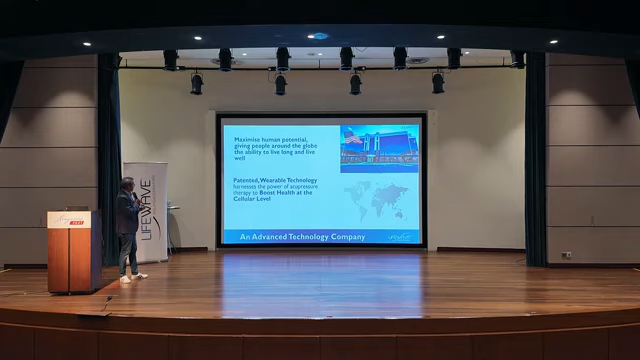 Maximise human potential,
giving people around the globe
the ability to live long and live
well
Patented, Wearable Technology
harnesses the power of acupressure
therapy to Boost Health at the
Cellular Level
An Advanced Technology Company
LIFEWAVE